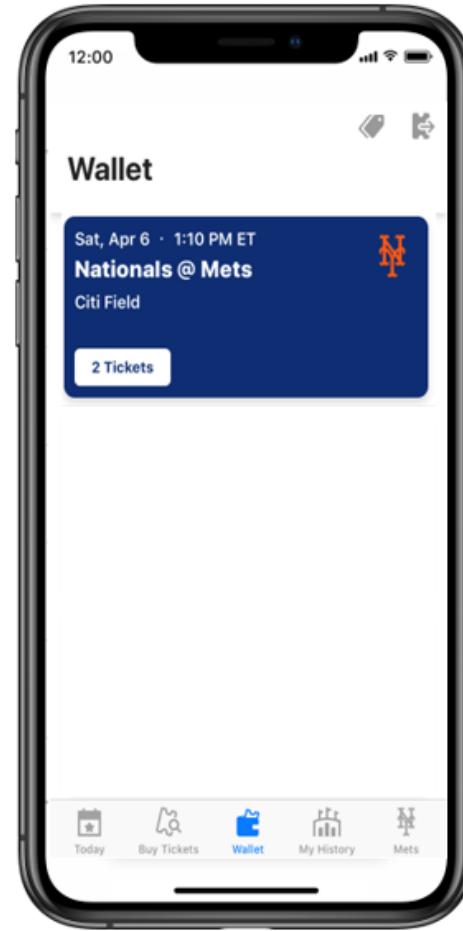 12:00
Wallet
Sat, Apr 6 · 1:10 PM ET
Nationals @ Mets
Citi Field
2 Tickets
Today Buy Tickets Wallet My History Mets